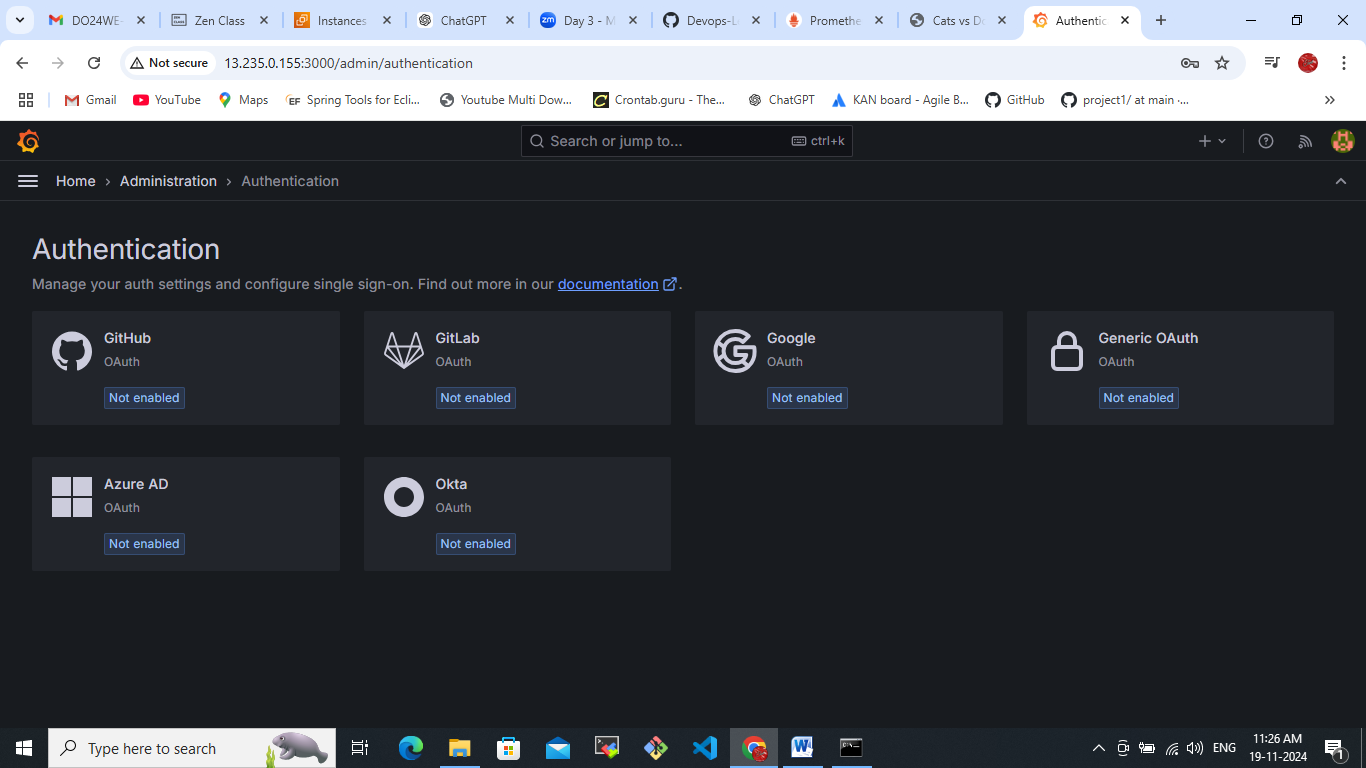 DO24WE-
Zen Class
Instances
ChatGPT
zm Day 3 - M
Devops-L
Promethe
Cats vs Do
Authentic
Not secure 13.235.0.155:3000/admin/authentication
Gmail YouTube Maps EF Spring Tools for Ecli... Youtube Multi Dow... Crontab.guru - The... ChatGPT KAN board - Agile B... GitHub project1/ at main ·...
Search or jump to... ctrl+k
Home › Administration › Authentication
Authentication
Manage your auth settings and configure single sign-on. Find out more in our documentation.
GitHub
OAuth
Not enabled
GitLab
OAuth
Not enabled
Google
OAuth
Not enabled
Generic OAuth
OAuth
Not enabled
Azure AD
OAuth
Not enabled
Okta
OAuth
Not enabled
Type here to search
ENG
11:26 AM
19-11-2024
1